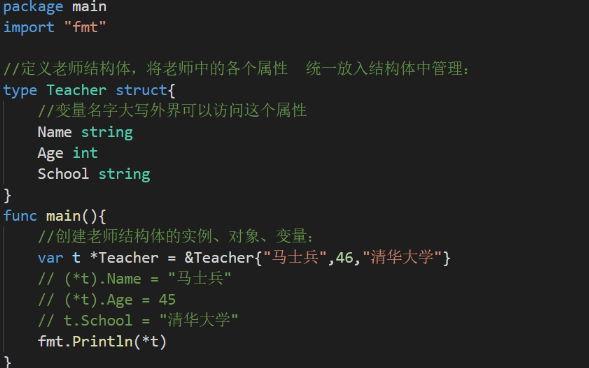 package main
import "fmt"
//定义老师结构体，将老师中的各个属性  统一放入结构体中管理：
type Teacher struct{
//变量名字大写外界可以访问这个属性
Name string
Age int
School string
}
func main(){
//创建老师结构体的实例、对象、变量：
var t *Teacher = &Teacher{"马士兵",46,"清华大学"}
// (*t).Name = "马士兵"
// (*t).Age = 45
// t.School = "清华大学"
fmt.Println(*t)
}